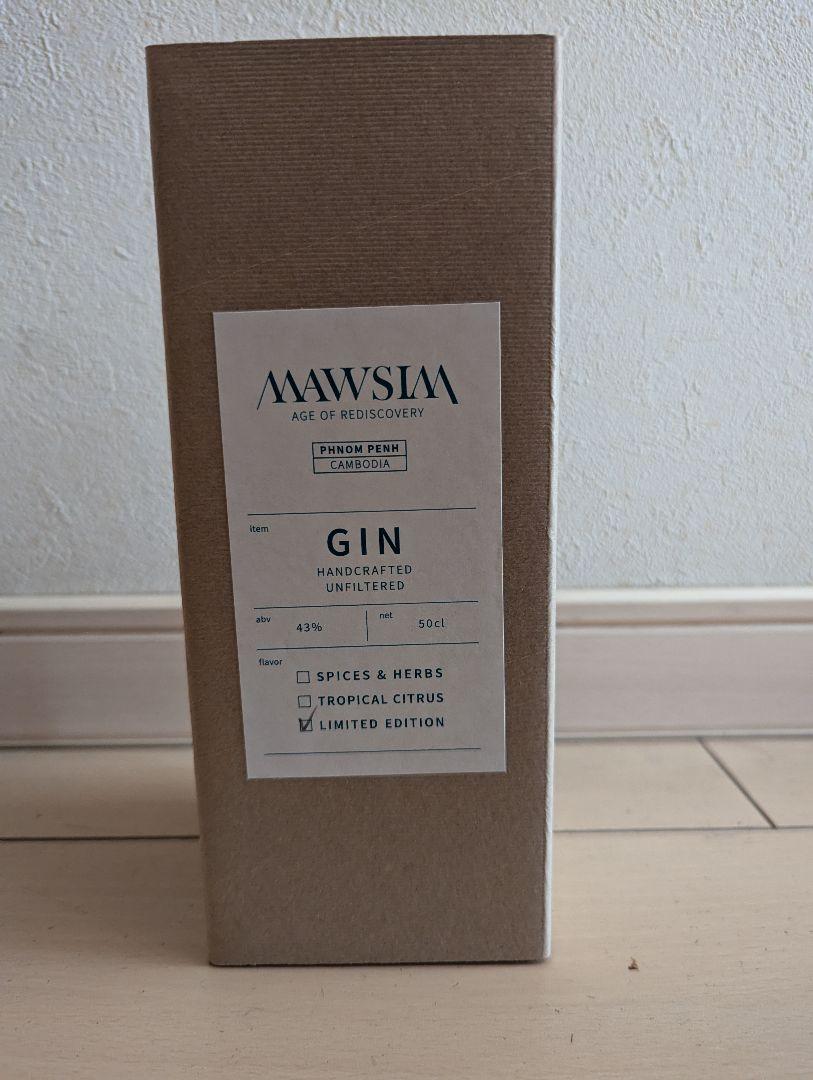 MAWSIM
AGE OF REDISCOVERY
PHNOM PENH
CAMBODIA
item
GIN
HANDCRAFTED
UNFILTERED
abv 43% net 50cl
flavor
☐ SPICES & HERBS
☐ TROPICAL CITRUS
☑ LIMITED EDITION